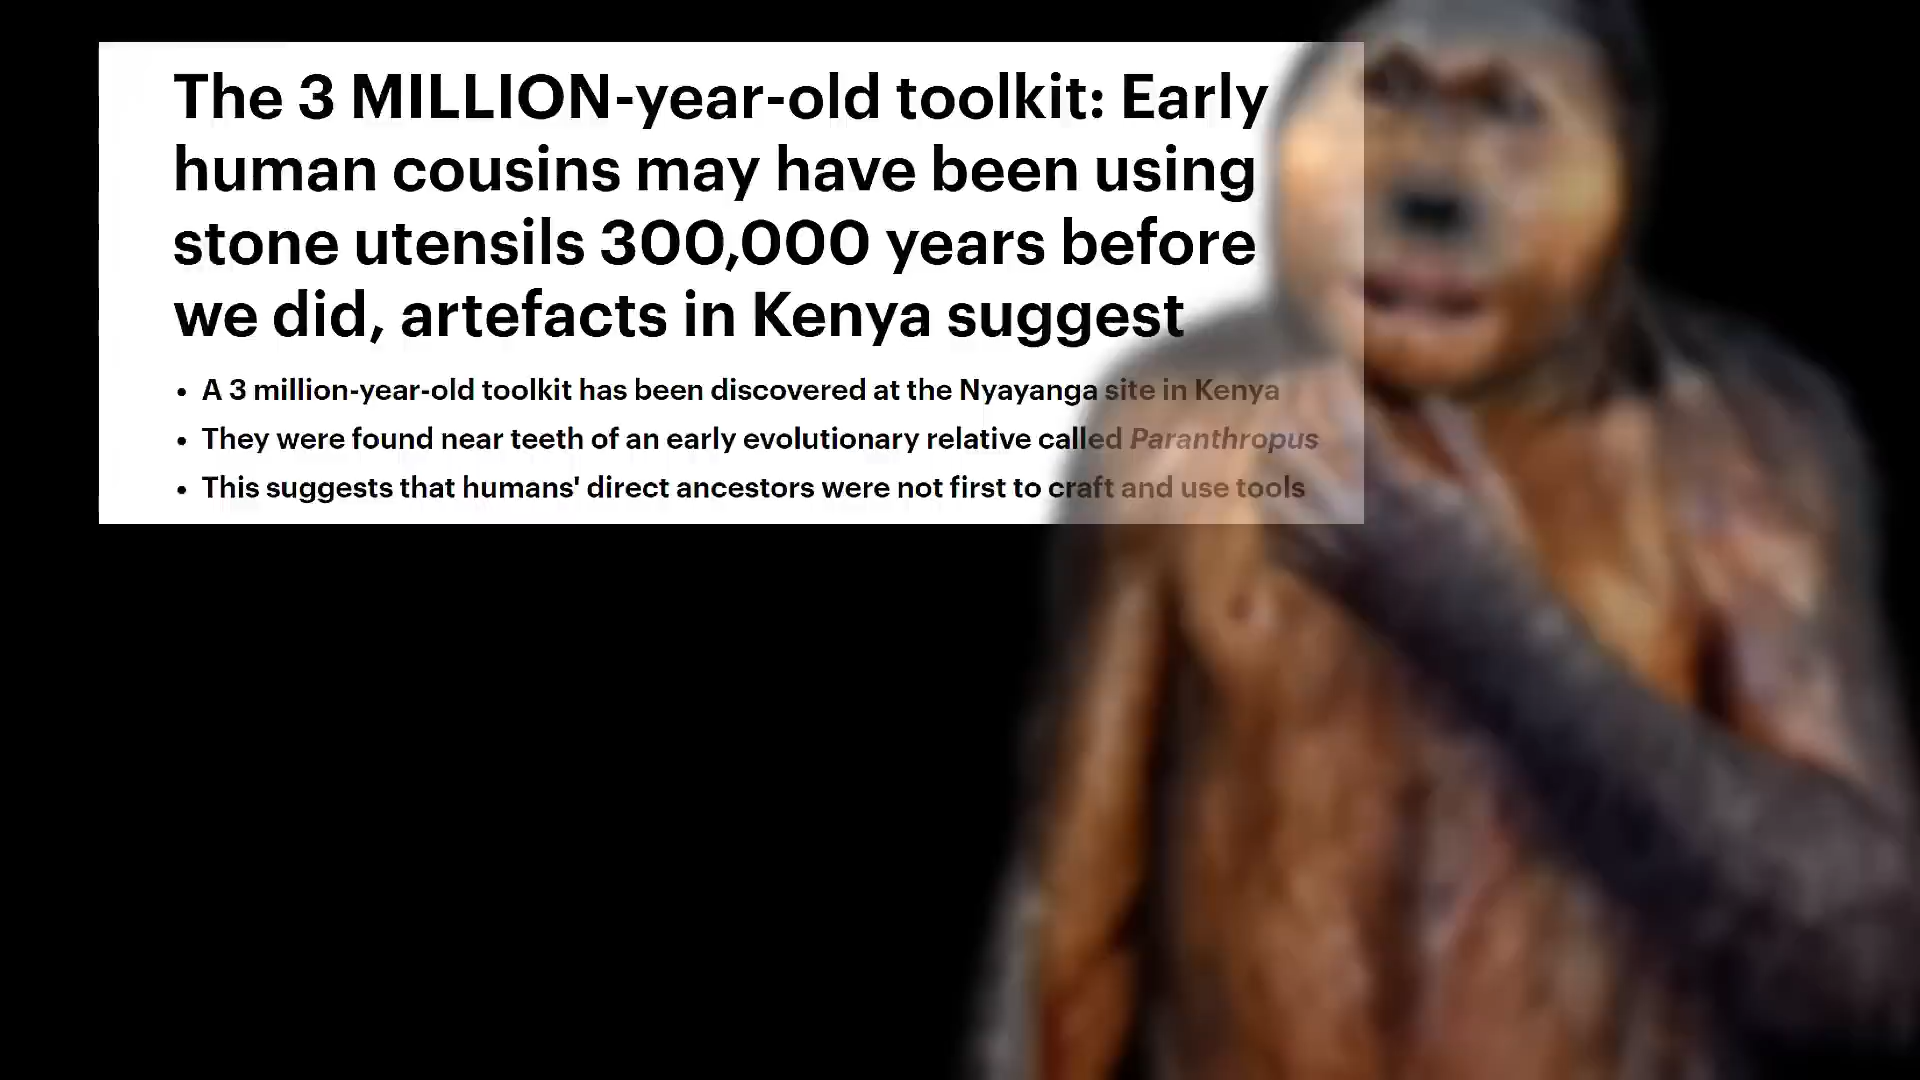 The 3 MILLION-year-old toolkit: Early
human cousins may have been using
stone utensils 300,000 years before
we did, artefacts in Kenya suggest
• A 3 million-year-old toolkit has been discovered at the Nyayanga site in Kenya
• They were found near teeth of an early evolutionary relative called Paranthropus
• This suggests that humans' direct ancestors were not first to craft and use tools